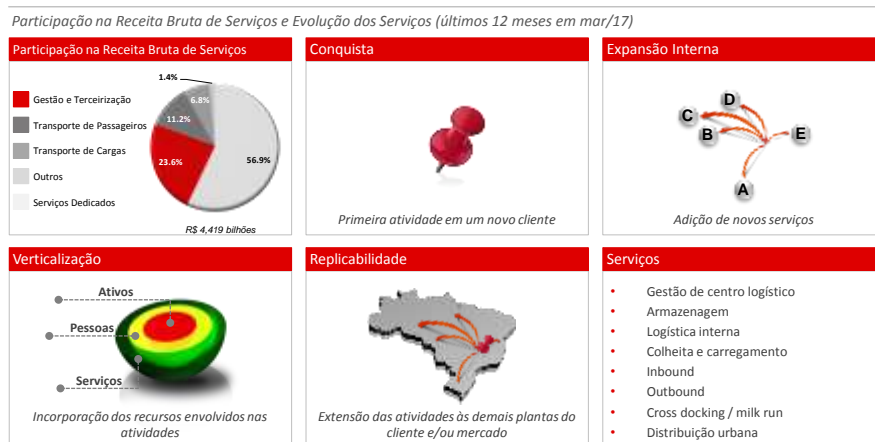 Participação na Receita Bruta de Serviços e Evolução dos Serviços (últimos 12 meses em mar/17)
Participação na Receita Bruta de Serviços
1.4%
6.8%
11.2%
23.6%
56.9%
Gestão e Terceirização
Transporte de Passageiros
Transporte de Cargas
Outros
Serviços Dedicados
R$ 4,419 bilhões
Conquista
Primeira atividade em um novo cliente
Expansão Interna
D
C
B
E
A
Adição de novos serviços
Verticalização
Ativos
Pessoas
Serviços
Incorporação dos recursos envolvidos nas
atividades
Replicabilidade
Extensão das atividades às demais plantas do
cliente e/ou mercado
Serviços
• Gestão de centro logístico
• Armazenagem
• Logística interna
• Colheita e carregamento
• Inbound
• Outbound
• Cross docking / milk run
• Distribuição urbana